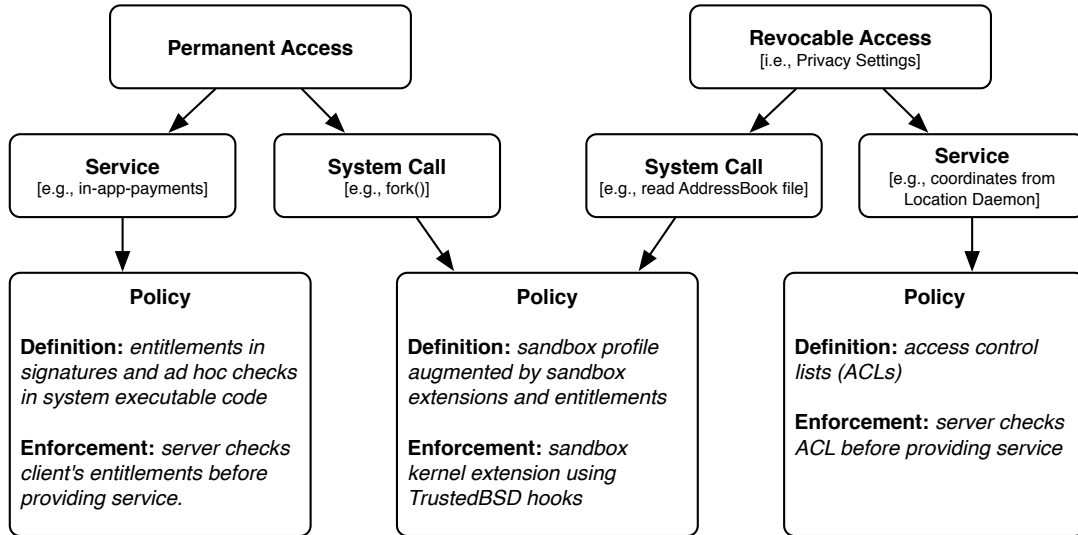 Permanent Access
Revocable Access
[i.e., Privacy Settings]
Service
[e.g., in-app-payments]
System Call
[e.g., fork()]
System Call
[e.g., read AddressBook file]
Service
[e.g., coordinates from
Location Daemon]
Policy
Definition: entitlements in
signatures and ad hoc checks
in system executable code
Enforcement: server checks
client's entitlements before
providing service.
Policy
Definition: sandbox profile
augmented by sandbox
extensions and entitlements
Enforcement: sandbox
kernel extension using
TrustedBSD hooks
Policy
Definition: access control
lists (ACLs)
Enforcement: server checks
ACL before providing service